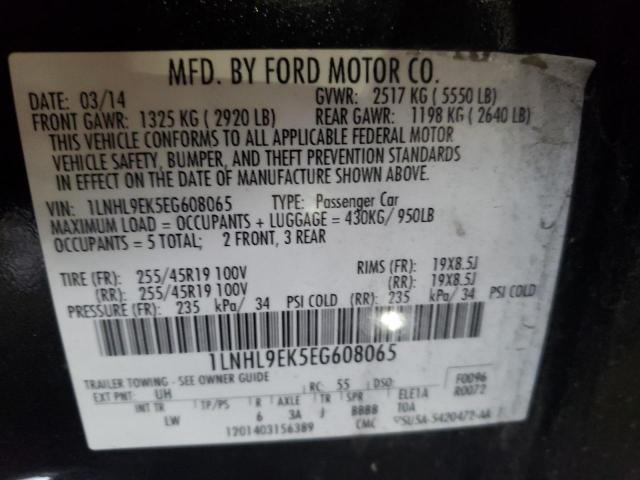 MFD. BY FORD MOTOR CO.
DATE: 03/14 GVWR: 2517 KG ( 5550 LB)
FRONT GAWR: 1325 KG ( 2920 LB) REAR GAWR: 1198 KG ( 2640 LB)
THIS VEHICLE CONFORMS TO ALL APPLICABLE FEDERAL MOTOR
VEHICLE SAFETY, BUMPER, AND THEFT PREVENTION STANDARDS
IN EFFECT ON THE DATE OF MANUFACTURE SHOWN ABOVE.
VIN: 1LNHL9EK5EG608065 TYPE: Passenger Car
MAXIMUM LOAD = OCCUPANTS + LUGGAGE = 430KG/ 950LB
OCCUPANTS = 5 TOTAL; 2 FRONT, 3 REAR
TIRE (FR): 255/45R19 100V RIMS (FR): 19X8.5J
(RR): 255/45R19 100V (RR): 19X8.5J
PRESSURE (FR): 235 kPa/ 34 PSI COLD (RR): 235 kPa/ 34 PSI COLD
1LNHL9EK5EG608065
TRAILER TOWING - SEE OWNER GUIDE
EXT PNT: UH RC: 55 DSO: F0096
R0072
INT TR TP/PS R AXLE TR SPR ELE1A
LW 6 3A J BBBB TOA
1201403156389 CMC 5U5A-5420472-AA